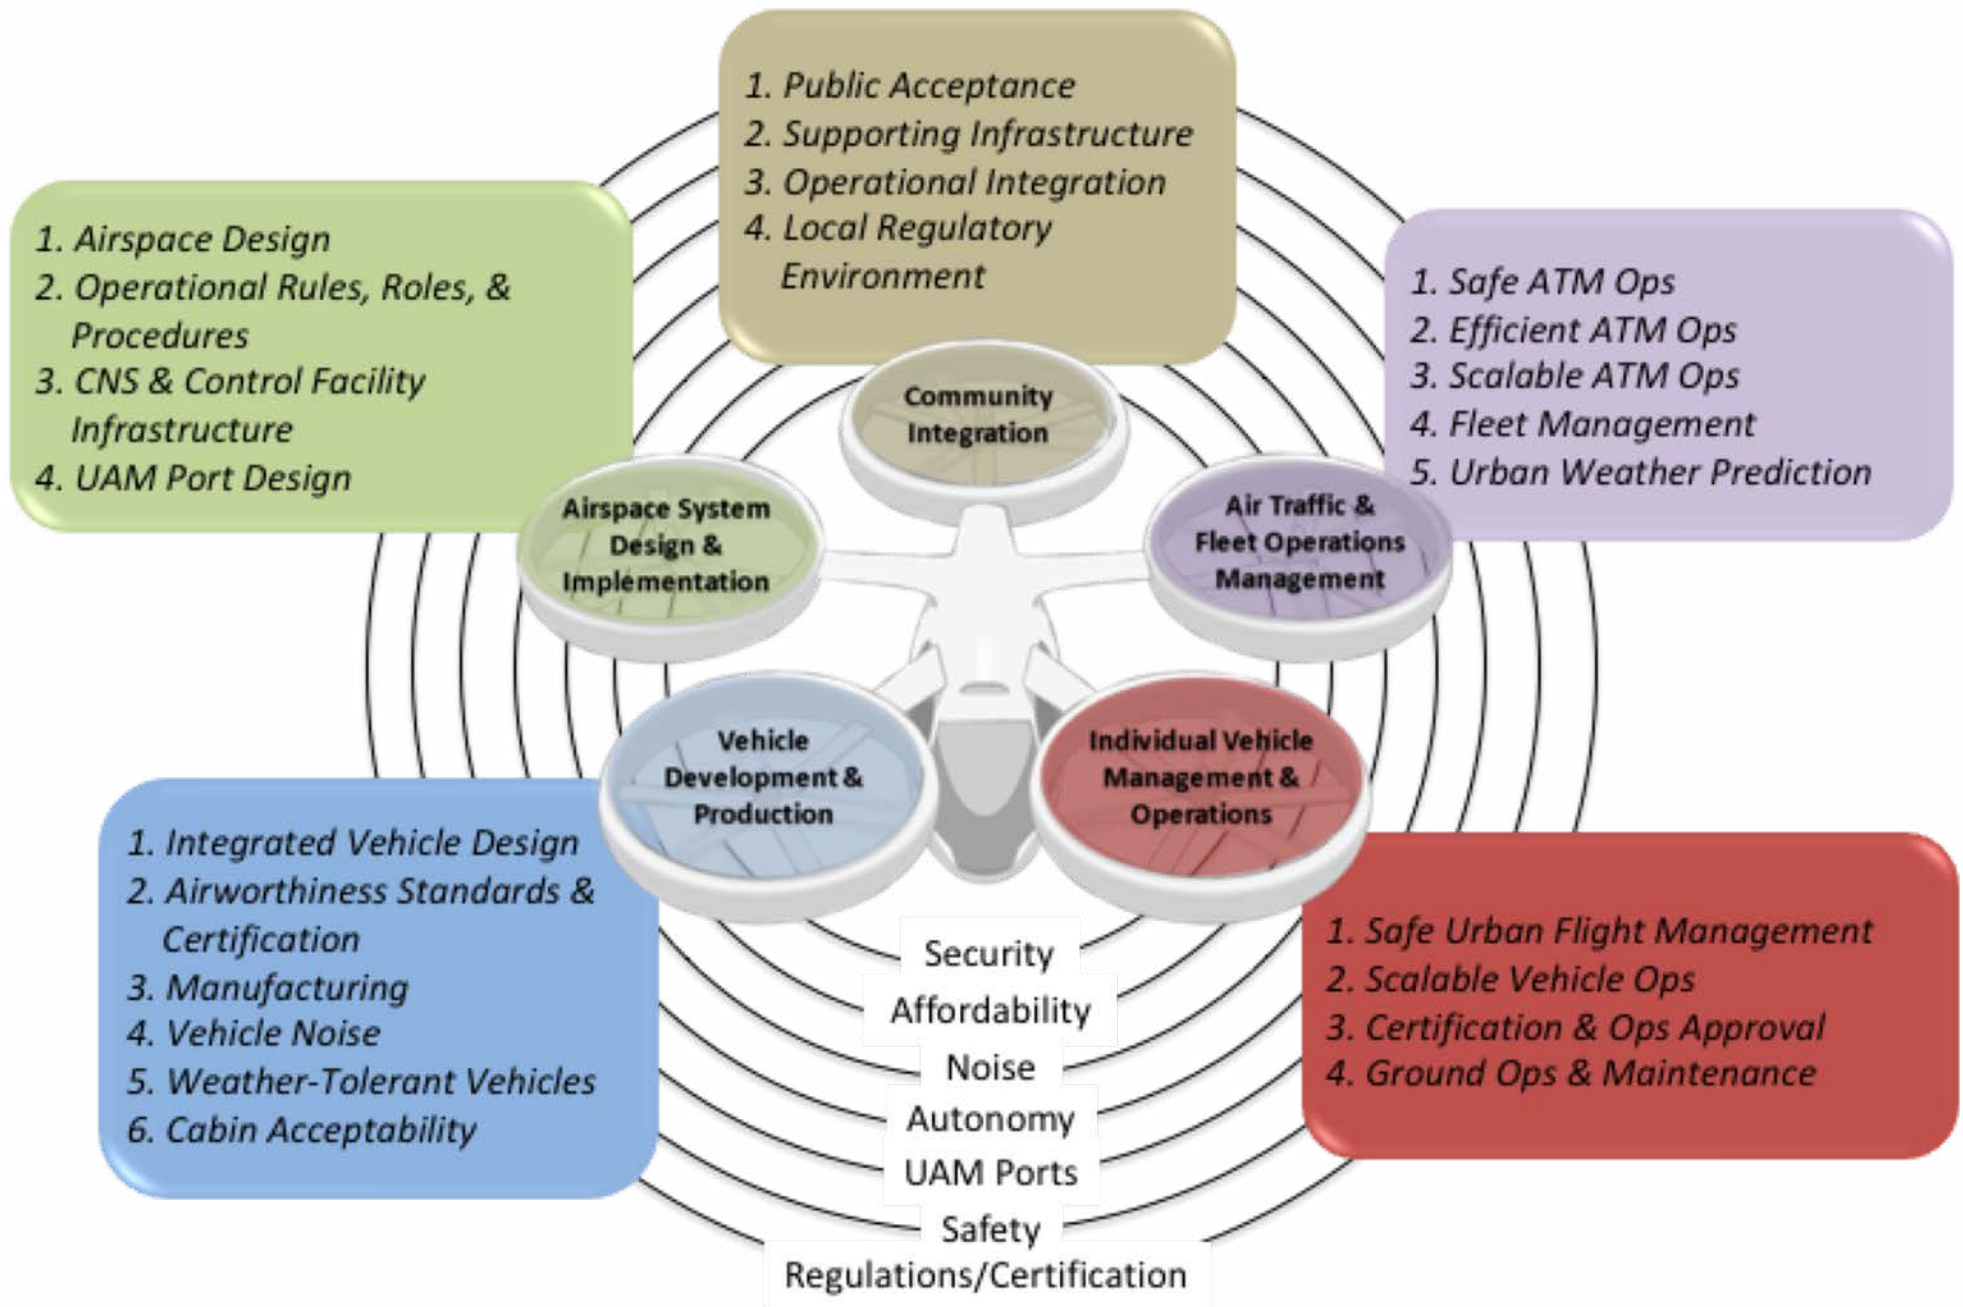 1. Public Acceptance
2. Supporting Infrastructure
3. Operational Integration
4. Local Regulatory
Environment
Community
Integration
1. Airspace Design
2. Operational Rules, Roles, &
Procedures
3. CNS & Control Facility
Infrastructure
4. UAM Port Design
Airspace System
Design &
Implementation
1. Safe ATM Ops
2. Efficient ATM Ops
3. Scalable ATM Ops
4. Fleet Management
5. Urban Weather Prediction
Air Traffic &
Fleet Operations
Management
Vehicle
Development &
Production
1. Integrated Vehicle Design
2. Airworthiness Standards &
Certification
3. Manufacturing
4. Vehicle Noise
5. Weather-Tolerant Vehicles
6. Cabin Acceptability
Individual Vehicle
Management &
Operations
1. Safe Urban Flight Management
2. Scalable Vehicle Ops
3. Certification & Ops Approval
4. Ground Ops & Maintenance
Security
Affordability
Noise
Autonomy
UAM Ports
Safety
Regulations/Certification